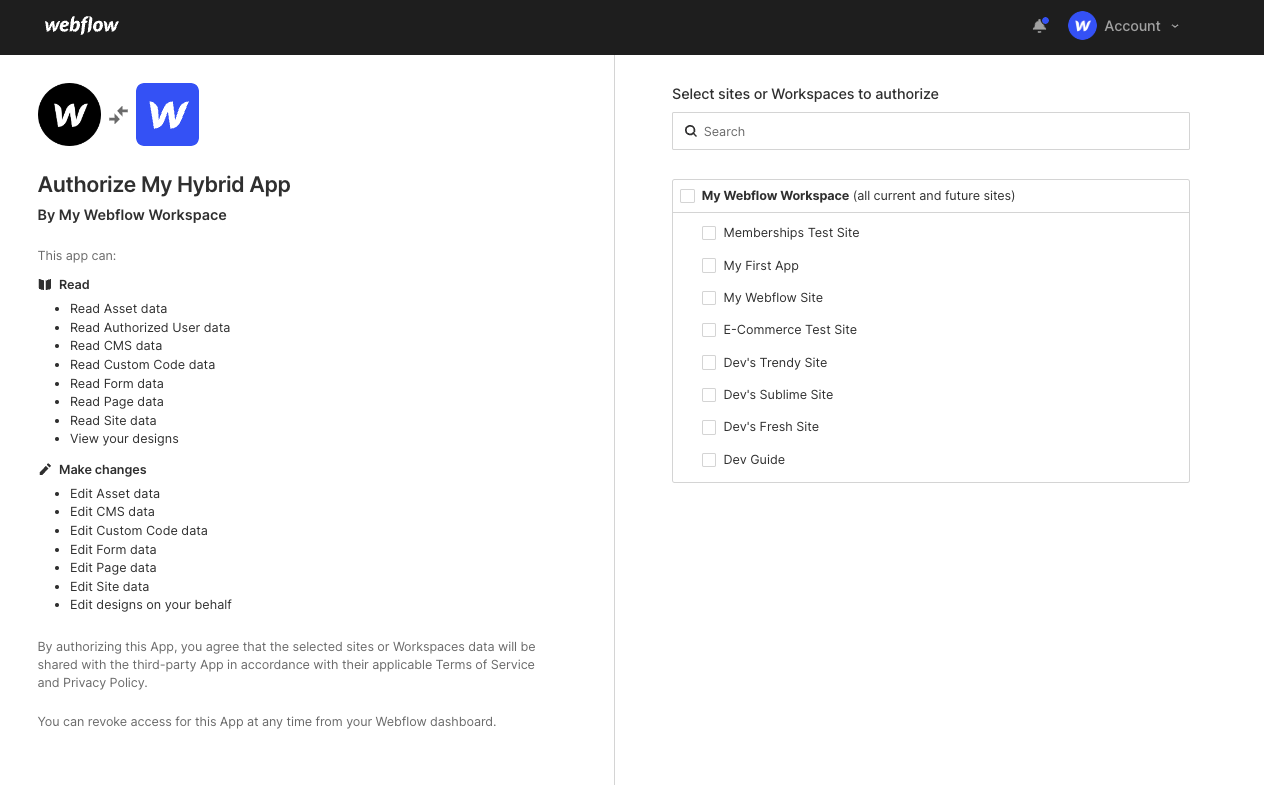 webflow
W Account
W W
Authorize My Hybrid App
By My Webflow Workspace
This app can:
Read
• Read Asset data
• Read Authorized User data
• Read CMS data
• Read Custom Code data
• Read Form data
• Read Page data
• Read Site data
• View your designs
Make changes
• Edit Asset data
• Edit CMS data
• Edit Custom Code data
• Edit Form data
• Edit Page data
• Edit Site data
• Edit designs on your behalf
By authorizing this App, you agree that the selected sites or Workspaces data will be
shared with the third-party App in accordance with their applicable Terms of Service
and Privacy Policy.
You can revoke access for this App at any time from your Webflow dashboard.
Select sites or Workspaces to authorize
Search
My Webflow Workspace (all current and future sites)
Memberships Test Site
My First App
My Webflow Site
E-Commerce Test Site
Dev's Trendy Site
Dev's Sublime Site
Dev's Fresh Site
Dev Guide